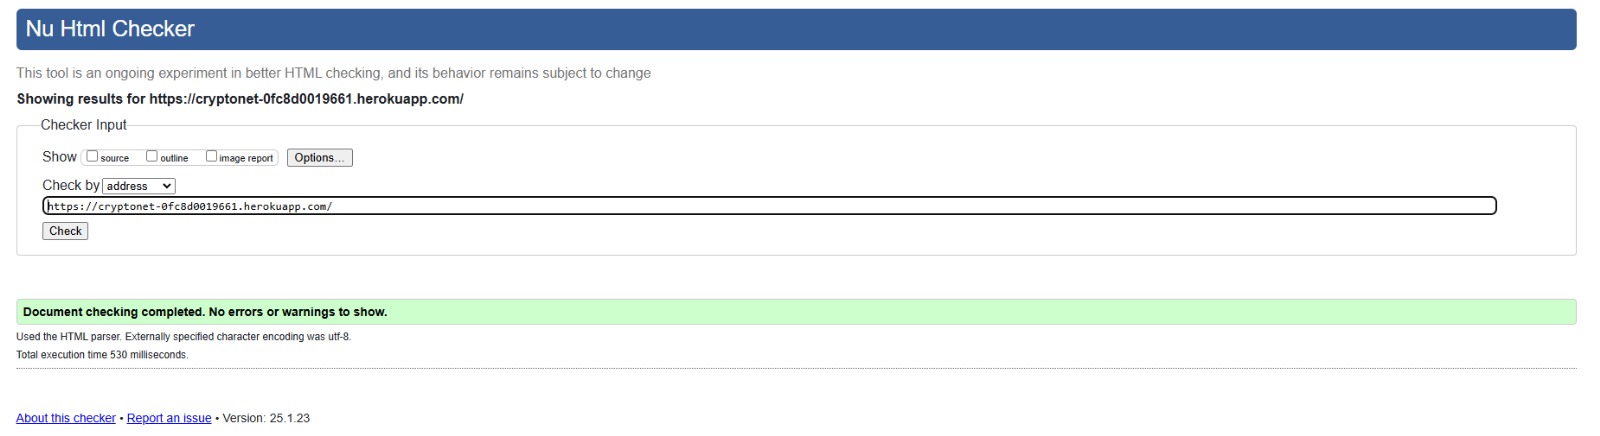 Nu Html Checker
This tool is an ongoing experiment in better HTML checking, and its behavior remains subject to change
Showing results for https://cryptonet-0fc8d0019661.herokuapp.com/
Checker Input
Show source outline image report Options...
Check by address
https://cryptonet-0fc8d0019661.herokuapp.com/
Check
Document checking completed. No errors or warnings to show.
Used the HTML parser. Externally specified character encoding was utf-8.
Total execution time 530 milliseconds.
About this checker • Report an issue • Version: 25.1.23